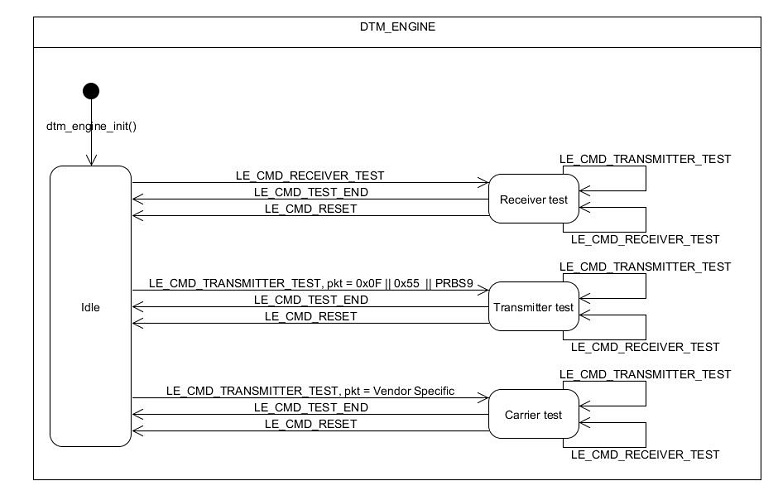 DTM_ENGINE
dtm_engine_init()
LE_CMD_RECEIVER_TEST
LE_CMD_TEST_END
LE_CMD_RESET
Receiver test
LE_CMD_TRANSMITTER_TEST
LE_CMD_RECEIVER_TEST
Idle
LE_CMD_TRANSMITTER_TEST, pkt = 0x0F || 0x55 || PRBS9
LE_CMD_TEST_END
LE_CMD_RESET
Transmitter test
LE_CMD_TRANSMITTER_TEST
LE_CMD_RECEIVER_TEST
LE_CMD_TRANSMITTER_TEST, pkt = Vendor Specific
LE_CMD_TEST_END
LE_CMD_RESET
Carrier test
LE_CMD_TRANSMITTER_TEST
LE_CMD_RECEIVER_TEST